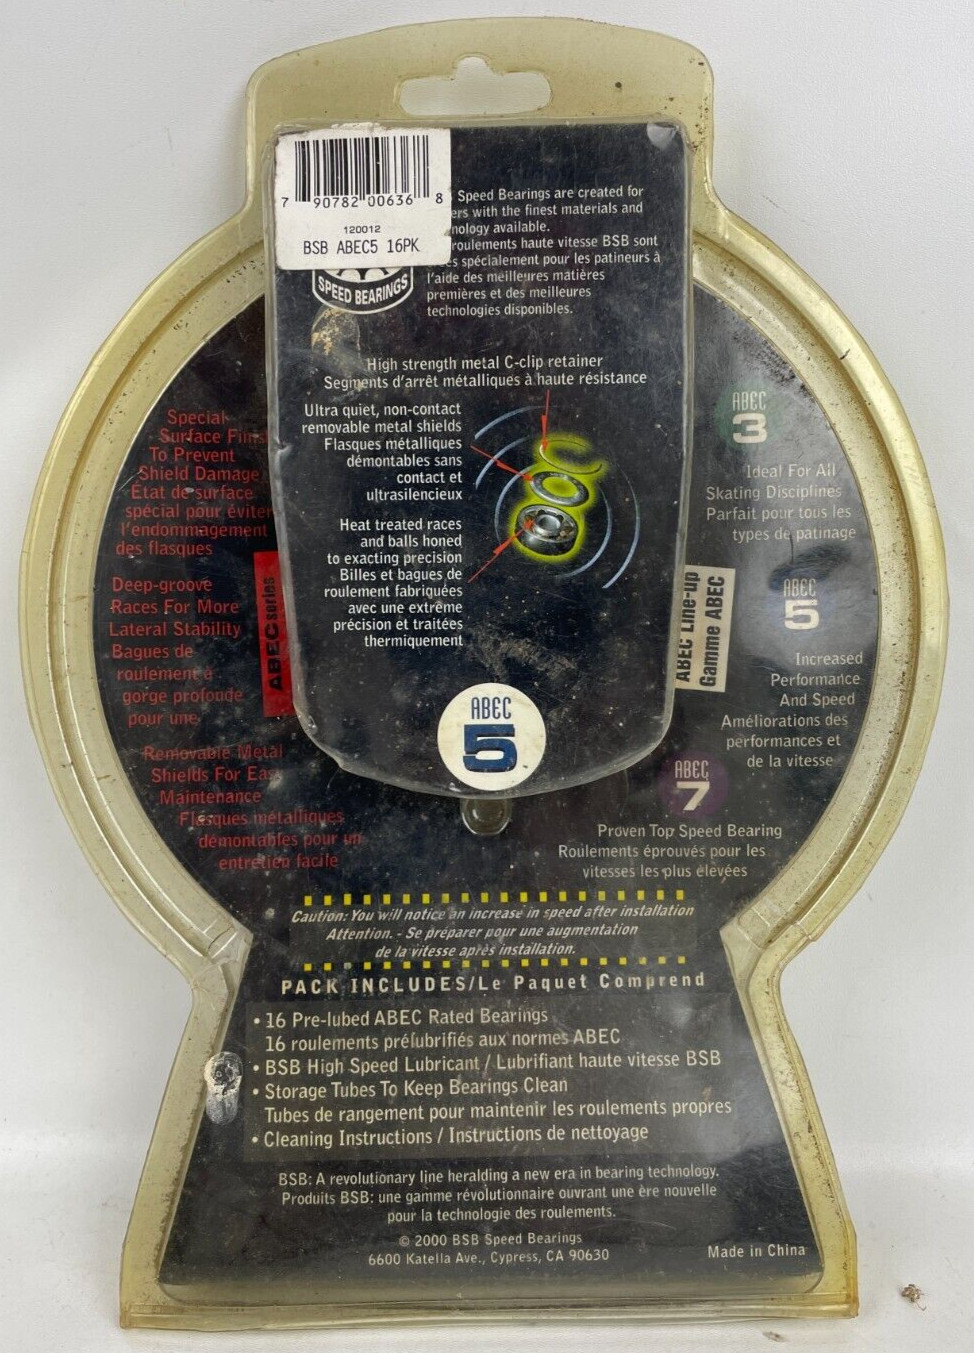 7 90782 00636 8
120012
BSB ABEC5 16PK
SPEED BEARINGS
Speed Bearings are created for
with the finest materials and
available.
roulements haute vitesse BSB sont
spécialement pour les patineurs à
l'aide des meilleures matières
premières et des meilleures
technologies disponibles.
High strength metal C-clip retainer
Segments d'arrêt métalliques à haute résistance
Ultra quiet, non-contact
removable metal shields
Flasques métalliques
démontables sans
contact et
ultrasilencieux
Heat treated races
and balls honed
to exacting precision
Billes et bagues de
roulement fabriquées
avec une extrême
précision et traitées
thermiquement
ABEC
5
Special
Surface Finis
To Prevent
Shield Damage
État de surface
spécial pour éviter
l'endommagement
des flasques
Deep-groove
Races For More
Lateral Stability
Bagues de
roulement à
gorge profonde
pour une
Removable Metal
Shields For Eas
Maintenance
Flasques métalliques
démontables pour un
entretien facile
ABEC series
ABEC Line-up
Gamme ABEC
ABEC
3
Ideal For All
Skating Disciplines
Parfait pour tous les
types de patinage
ABEC
5
Increased
Performance
And Speed
Améliorations des
performances et
de la vitesse
ABEC
7
Proven Top Speed Bearing
Roulements éprouvés pour les
vitesses les plus élevées
Caution: You will notice an increase in speed after installation
Attention. - Se préparer pour une augmentation
de la vitesse après installation.
PACK INCLUDES/Le Paquet Comprend
• 16 Pre-lubed ABEC Rated Bearings
16 roulements prélubrifiés aux normes ABEC
• BSB High Speed Lubricant / Lubrifiant haute vitesse BSB
• Storage Tubes To Keep Bearings Clean
Tubes de rangement pour maintenir les roulements propres
• Cleaning Instructions / Instructions de nettoyage
BSB: A revolutionary line heralding a new era in bearing technology.
Produits BSB: une gamme révolutionnaire ouvrant une ère nouvelle
pour la technologie des roulements.
© 2000 BSB Speed Bearings
6600 Katella Ave., Cypress, CA 90630
Made in China